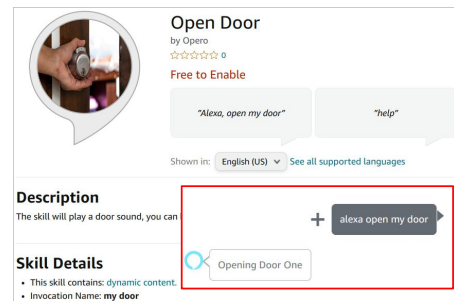 Open Door
by Opero
0
Free to Enable
"Alexa, open my door"
"help"
Shown in: English (US) See all supported languages
Description
The skill will play a door sound, you can
alexa open my door
Opening Door One
Skill Details
• This skill contains: dynamic content.
• Invocation Name: my door